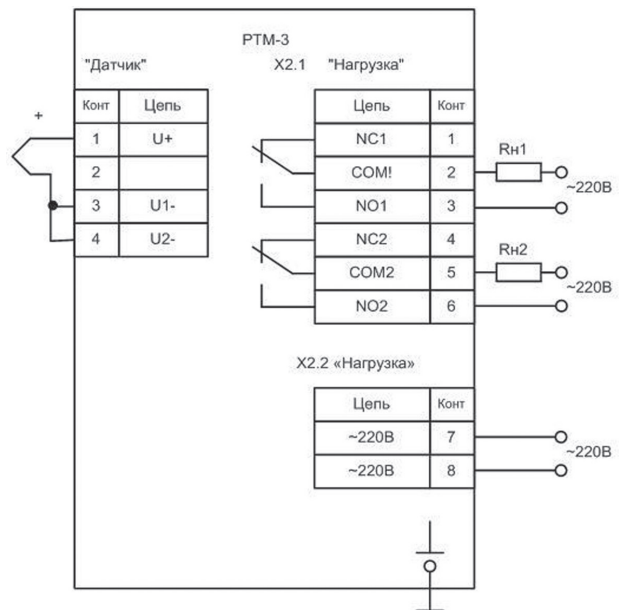 РТМ-3
"Датчик"
Х2.1 "Нагрузка"
Конт Цепь
1 U+
2
3 U1-
4 U2-
+
Цепь Конт
NC1 1
COM! 2
NO1 3
NC2 4
COM2 5
NO2 6
Rн1
~220В
Rн2
~220В
Х2.2 «Нагрузка»
Цепь Конт
~220В 7
~220В 8
~220В